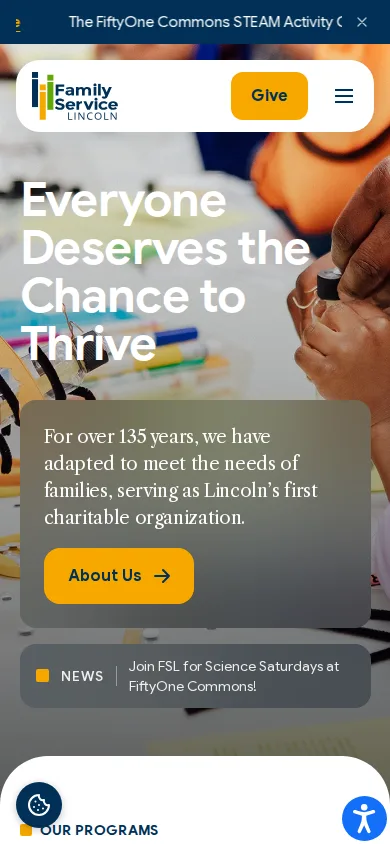 The FiftyOne Commons STEAM Activity
Family
Service
LINCOLN
Give
Everyone
Deserves the
Chance to
Thrive
For over 135 years, we have
adapted to meet the needs of
families, serving as Lincoln’s first
charitable organization.
About Us
NEWS
Join FSL for Science Saturdays at
FiftyOne Commons!
OUR PROGRAMS